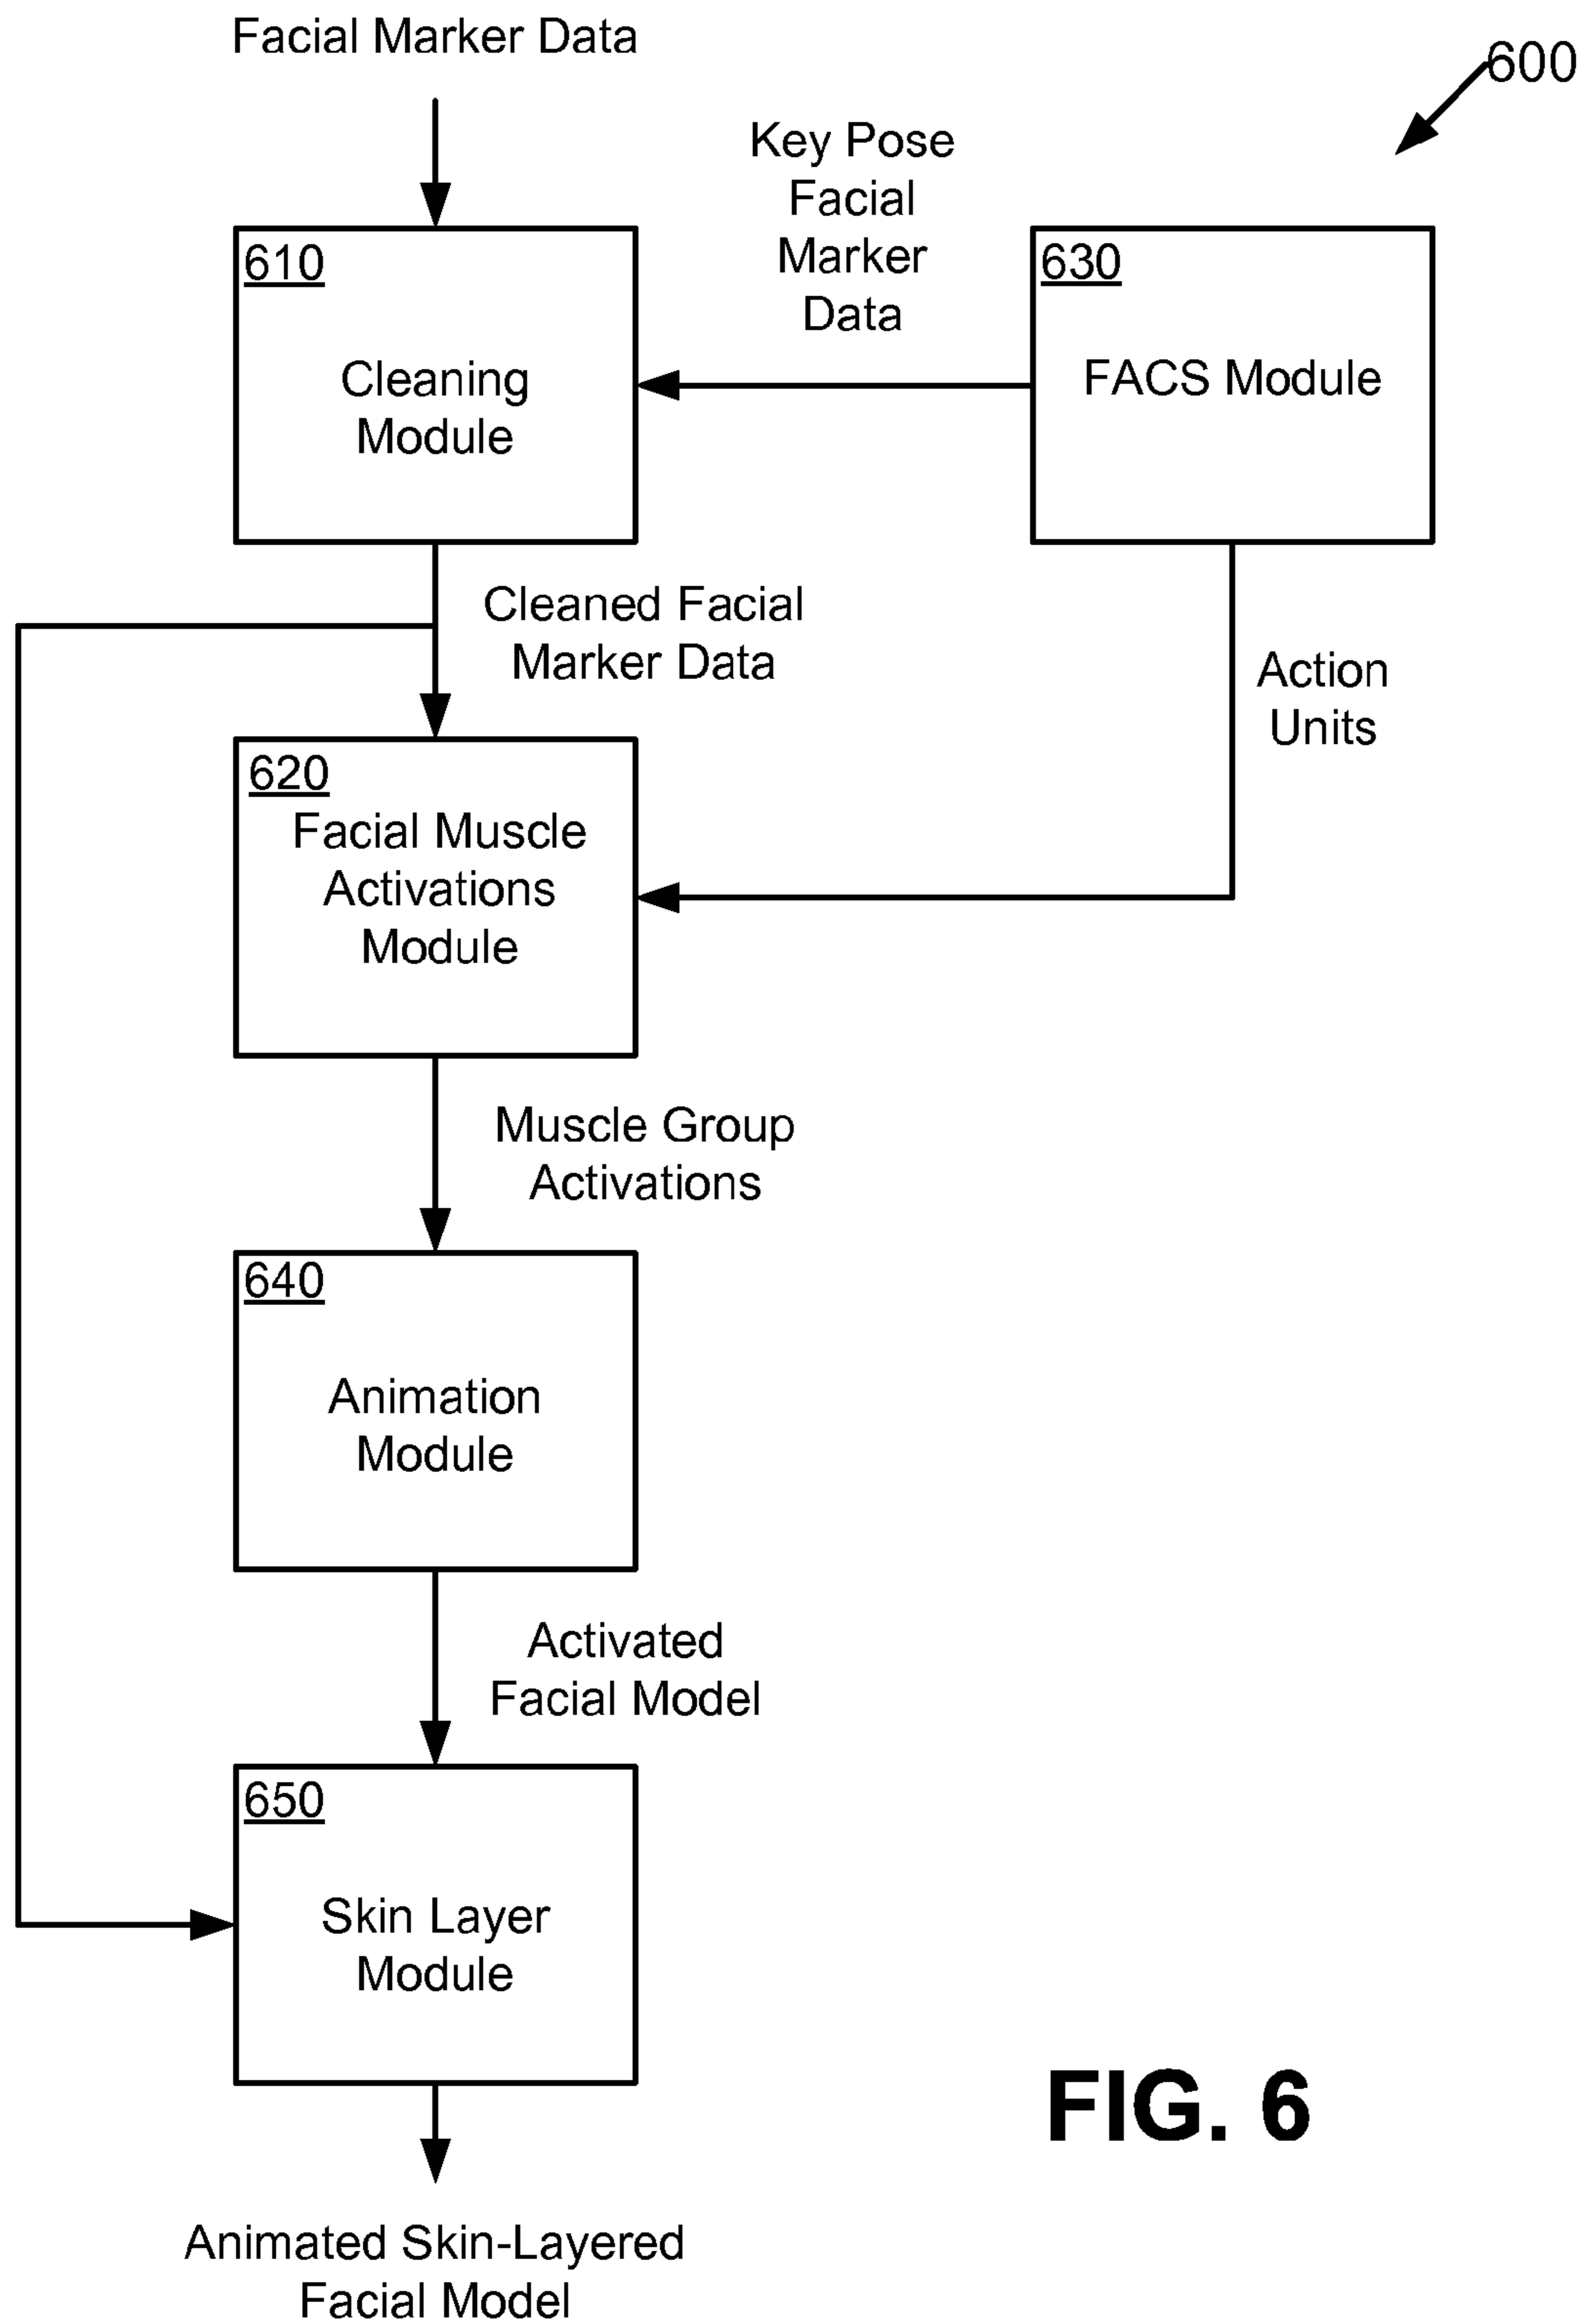 Facial Marker Data
600
Key Pose
Facial
Marker
Data
610
Cleaning
Module
630
FACS Module
Cleaned Facial
Marker Data
Action
Units
620
Facial Muscle
Activations
Module
Muscle Group
Activations
640
Animation
Module
Activated
Facial Model
650
Skin Layer
Module
FIG. 6
Animated Skin-Layered
Facial Model